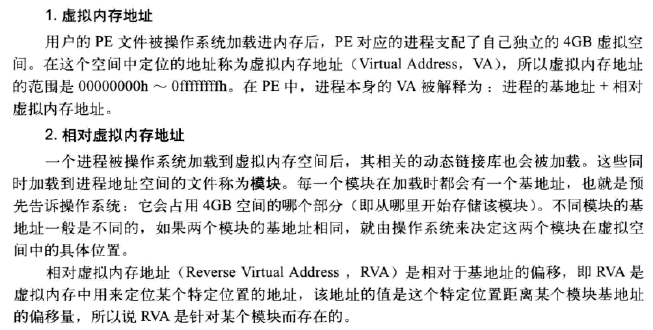 1. 虚拟内存地址
用户的 PE 文件被操作系统加载进内存后，PE 对应的进程支配了自己独立的 4GB 虚拟空
间。在这个空间中定位的地址称为虚拟内存地址（Virtual Address，VA），所以虚拟内存地址
的范围是 00000000h ～ 0ffffffffh。在 PE 中，进程本身的 VA 被解释为：进程的基地址 + 相对
虚拟内存地址。
2. 相对虚拟内存地址
一个进程被操作系统加载到虚拟内存空间后，其相关的动态链接库也会被加载。这些同
时加载到进程地址空间的文件称为模块。每一个模块在加载时都会有一个基地址，也就是预
先告诉操作系统：它会占用 4GB 空间的哪个部分（即从哪里开始存储该模块）。不同模块的基
地址一般是不同的，如果两个模块的基地址相同，就由操作系统来决定这两个模块在虚拟空
间中的具体位置。
相对虚拟内存地址（Reverse Virtual Address ，RVA）是相对于基地址的偏移，即 RVA 是
虚拟内存中用来定位某个特定位置的地址，该地址的值是这个特定位置距离某个模块基地址
的偏移量，所以说 RVA 是针对某个模块而存在的。